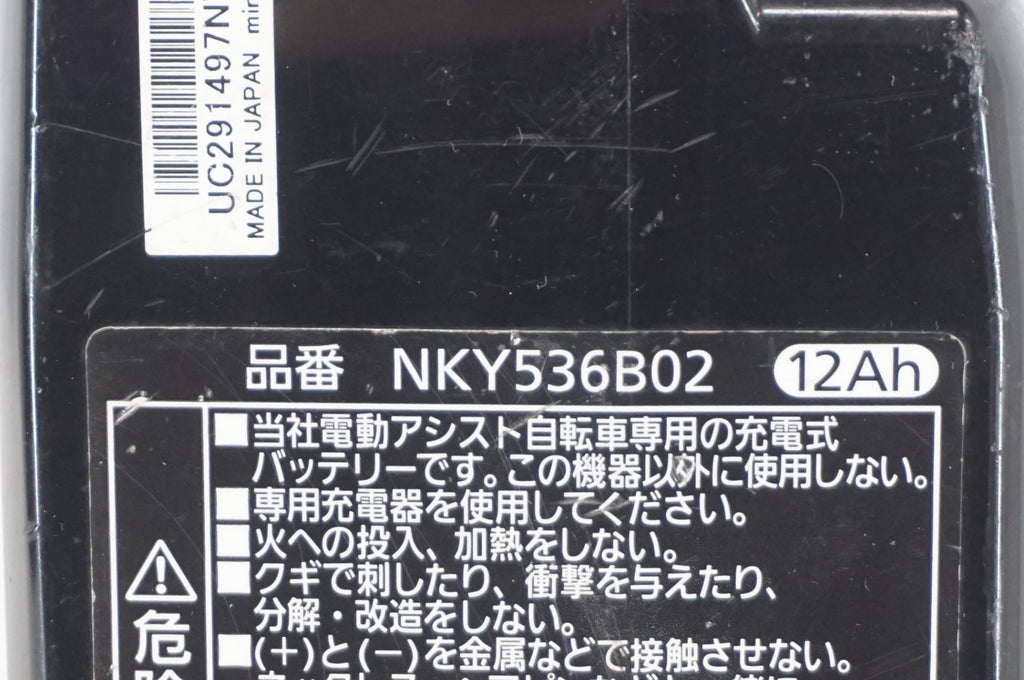 UC291497N
MADE IN JAPAN
品番 NKY536B02 12Ah
■当社電動アシスト自転車専用の充電式
バッテリーです。この機器以外に使用しない。
■専用充電器を使用してください。
■火への投入、加熱をしない。
■クギで刺したり、衝撃を与えたり、
分解・改造をしない。
■(+)と(−)を金属などで接触させない。
危